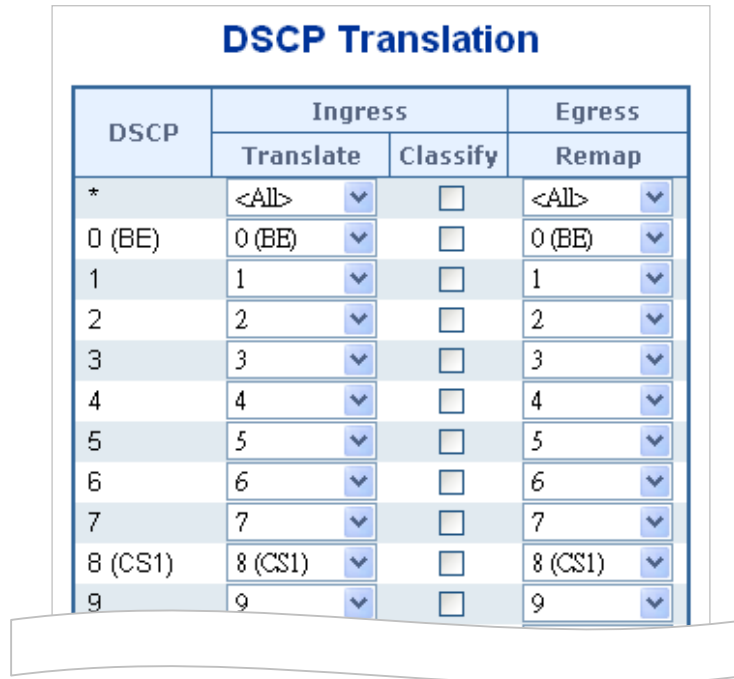 DSCP Translation
DSCP Ingress Egress
Translate Classify Remap
* <All> <All>
0 (BE) 0 (BE) 0 (BE)
1 1 1
2 2 2
3 3 3
4 4 4
5 5 5
6 6 6
7 7 7
8 (CS1) 8 (CS1) 8 (CS1)
9 9 9